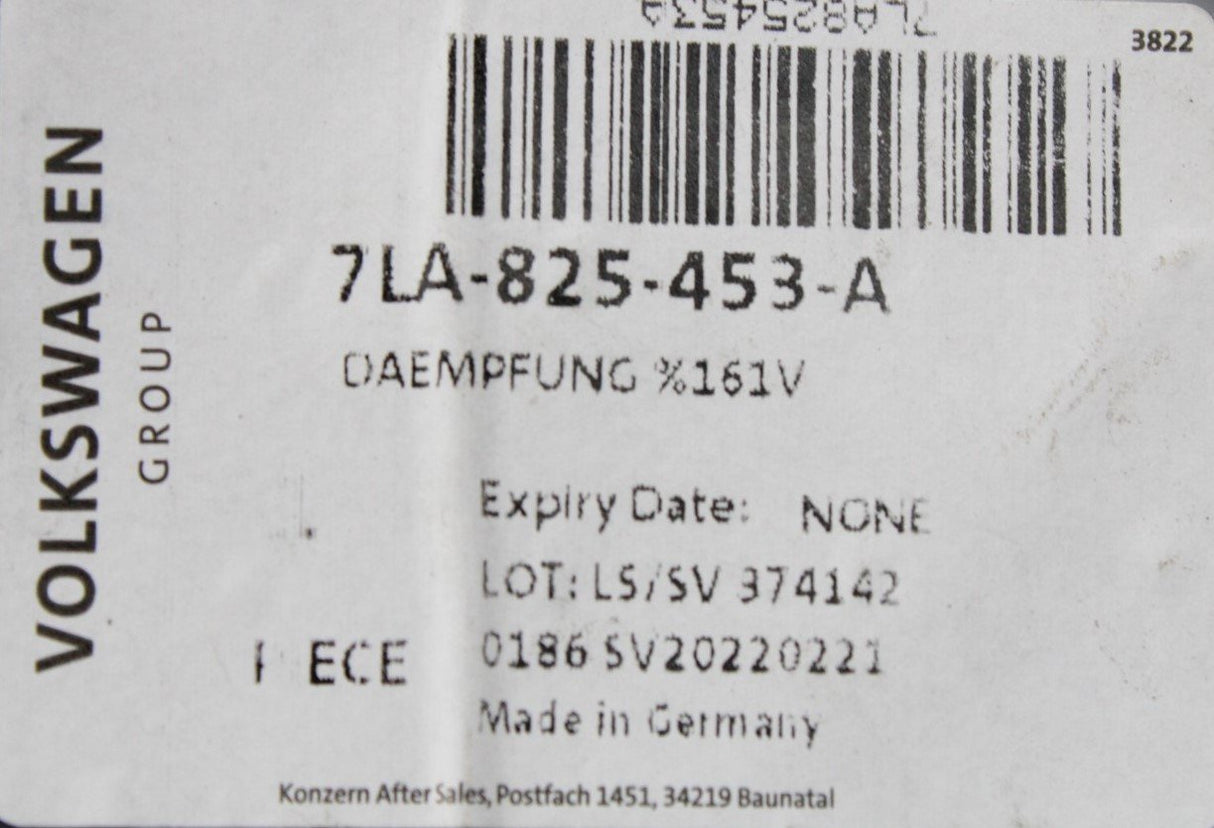 7LA825453A
3822
VOLKSWAGEN
GROUP
7LA-825-453-A
DAEMPFUNG %161V
Expiry Date: NONE
LOT: LS/SV 374142
0186 SV20220221
ECE
Made in Germany
Konzern After Sales, Postfach 1451, 34219 Baunatal